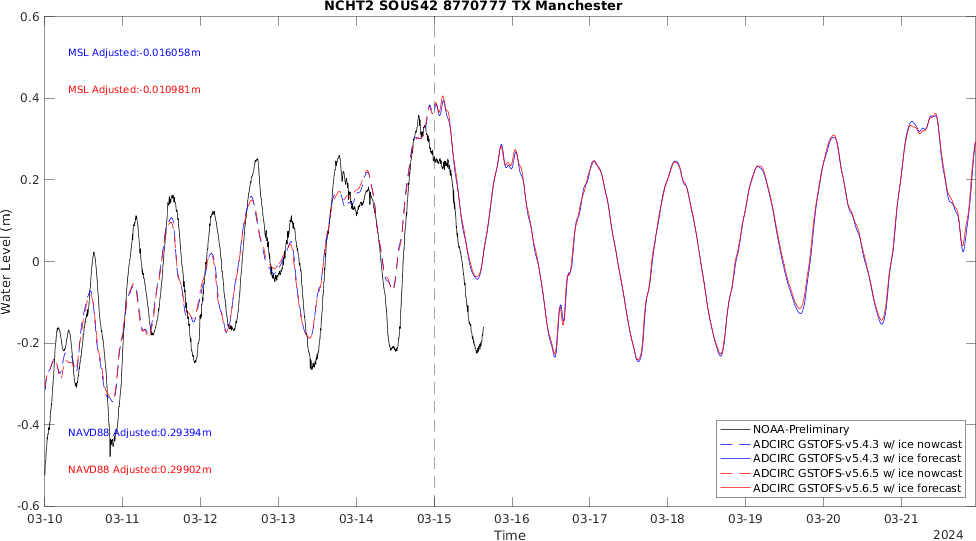 NCHT2 SOUS42 8770777 TX Manchester
0.6
0.4
0.2
0
-0.2
-0.4
-0.6
Water Level (m)
MSL Adjusted:-0.016058m
MSL Adjusted:-0.010981m
NAVD88 Adjusted:0.29394m
NAVD88 Adjusted:0.29902m
NOAA-Preliminary
ADCIRC GSTOFS-v5.4.3 w/ ice nowcast
ADCIRC GSTOFS-v5.4.3 w/ ice forecast
ADCIRC GSTOFS-v5.6.5 w/ ice nowcast
ADCIRC GSTOFS-v5.6.5 w/ ice forecast
03-10 03-11 03-12 03-13 03-14 03-15 03-16 03-17 03-18 03-19 03-20 03-21
Time
2024